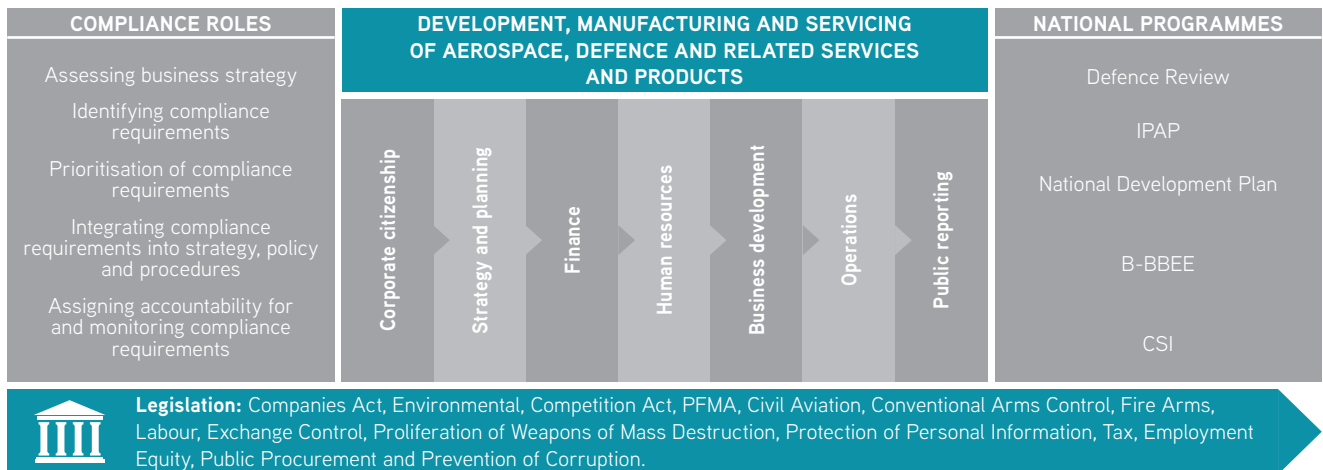 COMPLIANCE ROLES
Assessing business strategy
Identifying compliance
requirements
Prioritisation of compliance
requirements
Integrating compliance
requirements into strategy, policy
and procedures
Assigning accountability for
and monitoring compliance
requirements
DEVELOPMENT, MANUFACTURING AND SERVICING
OF AEROSPACE, DEFENCE AND RELATED SERVICES
AND PRODUCTS
Corporate citizenship
Strategy and planning
Finance
Human resources
Business development
Operations
Public reporting
NATIONAL PROGRAMMES
Defence Review
IPAP
National Development Plan
B-BBEE
CSI
Legislation: Companies Act, Environmental, Competition Act, PFMA, Civil Aviation, Conventional Arms Control, Fire Arms,
Labour, Exchange Control, Proliferation of Weapons of Mass Destruction, Protection of Personal Information, Tax, Employment
Equity, Public Procurement and Prevention of Corruption.